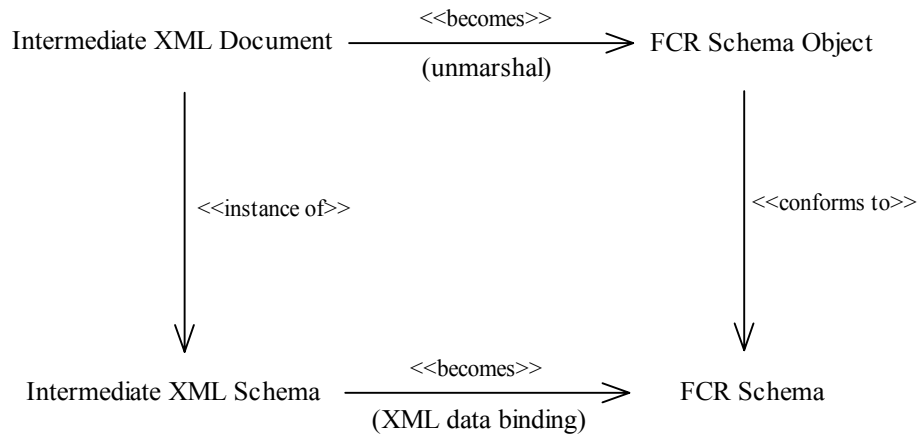 <<becomes>>
Intermediate XML Document
FCR Schema Object
(unmarshal)
<<instance of>>
<<conforms to>>
<<becomes>>
Intermediate XML Schema
FCR Schema
(XML data binding)